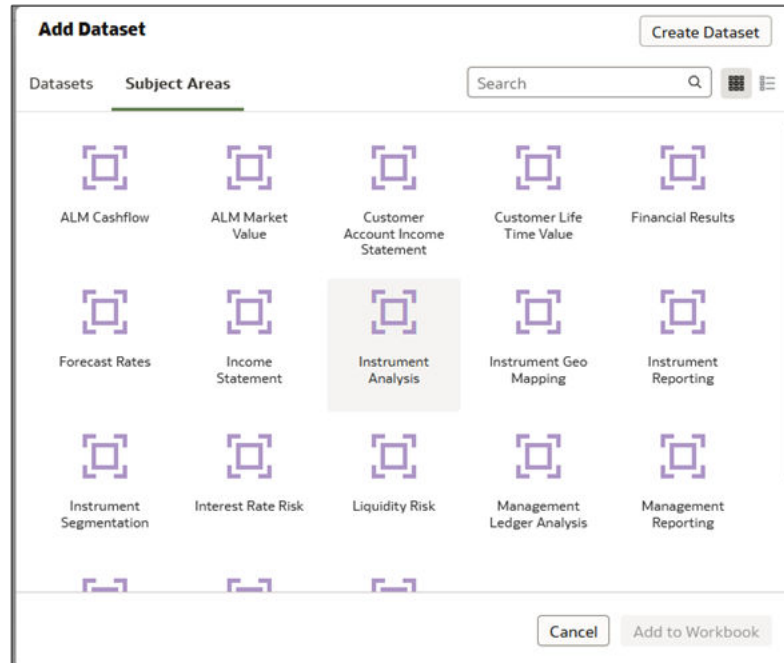 Add Dataset
Create Dataset
Datasets
Subject Areas
Search
ALM Cashflow
ALM Market
Value
Customer
Account Income
Statement
Customer Life
Time Value
Financial Results
Forecast Rates
Income
Statement
Instrument
Analysis
Instrument Geo
Mapping
Instrument
Reporting
Instrument
Segmentation
Interest Rate Risk
Liquidity Risk
Management
Ledger Analysis
Management
Reporting
Cancel
Add to Workbook